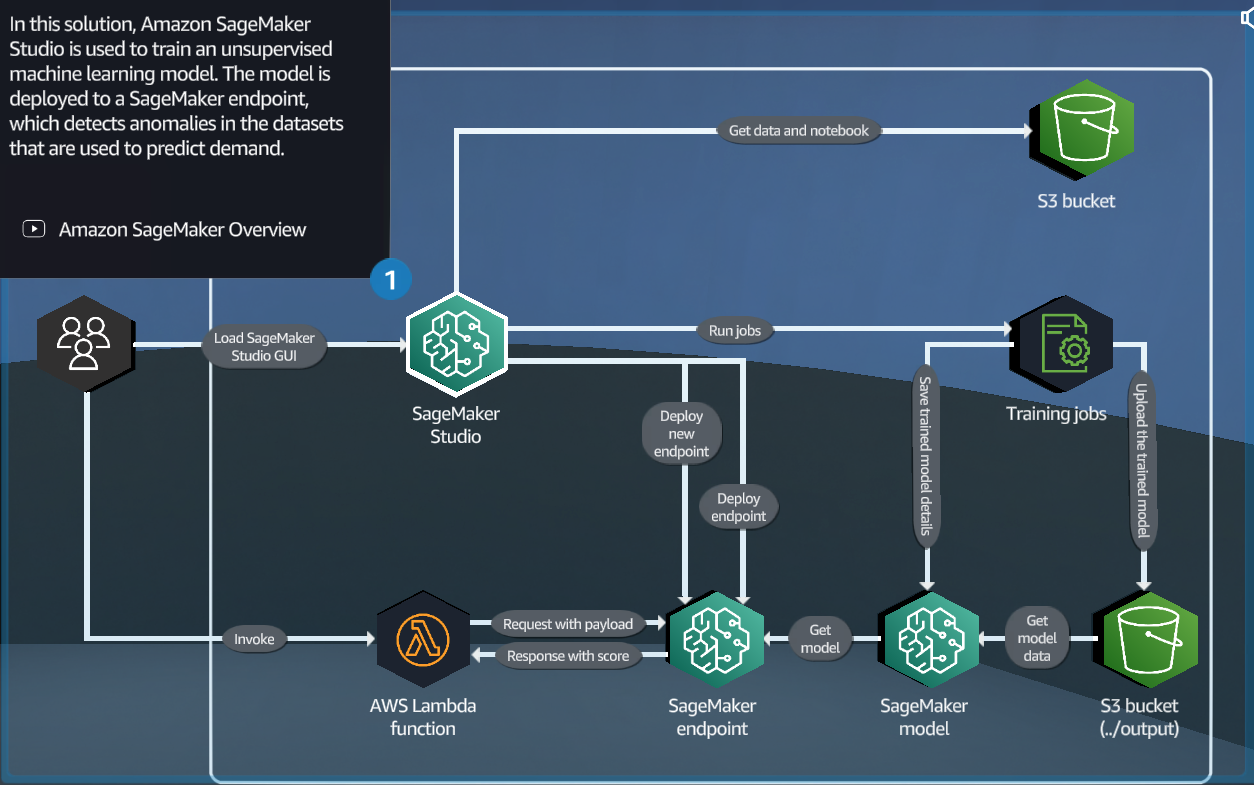 In this solution, Amazon SageMaker
Studio is used to train an unsupervised
machine learning model. The model is
deployed to a SageMaker endpoint,
which detects anomalies in the datasets
that are used to predict demand.
Amazon SageMaker Overview
1
Get data and notebook
S3 bucket
Load SageMaker
Studio GUI
SageMaker
Studio
Run jobs
Training jobs
Deploy
new
endpoint
Deploy
endpoint
Save trained model details
Upload the trained model
Invoke
AWS Lambda
function
Request with payload
Response with score
SageMaker
endpoint
Get
model
SageMaker
model
Get
model
data
S3 bucket
(../output)